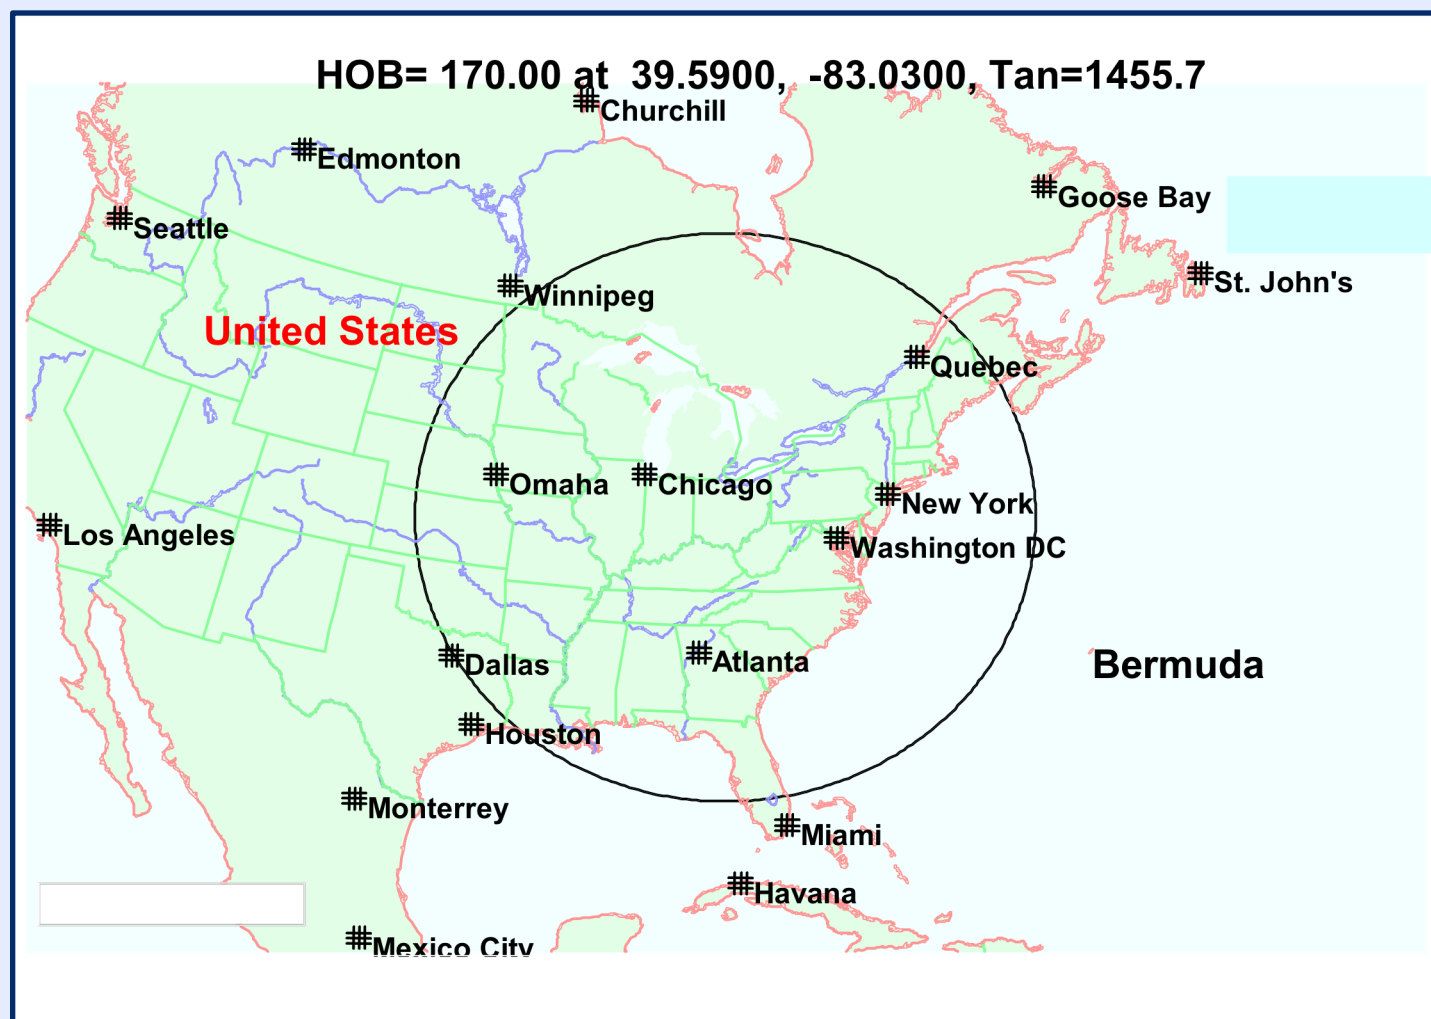 HOB= 170.00 at 39.5900, -83.0300, Tan=1455.7
Churchill
Edmonton
Goose Bay
Seattle
St. John's
Winnipeg
United States
Quebec
Omaha
Chicago
New York
Los Angeles
Washington DC
Dallas
Atlanta
Bermuda
Houston
Monterrey
Miami
Havana
Mexico City